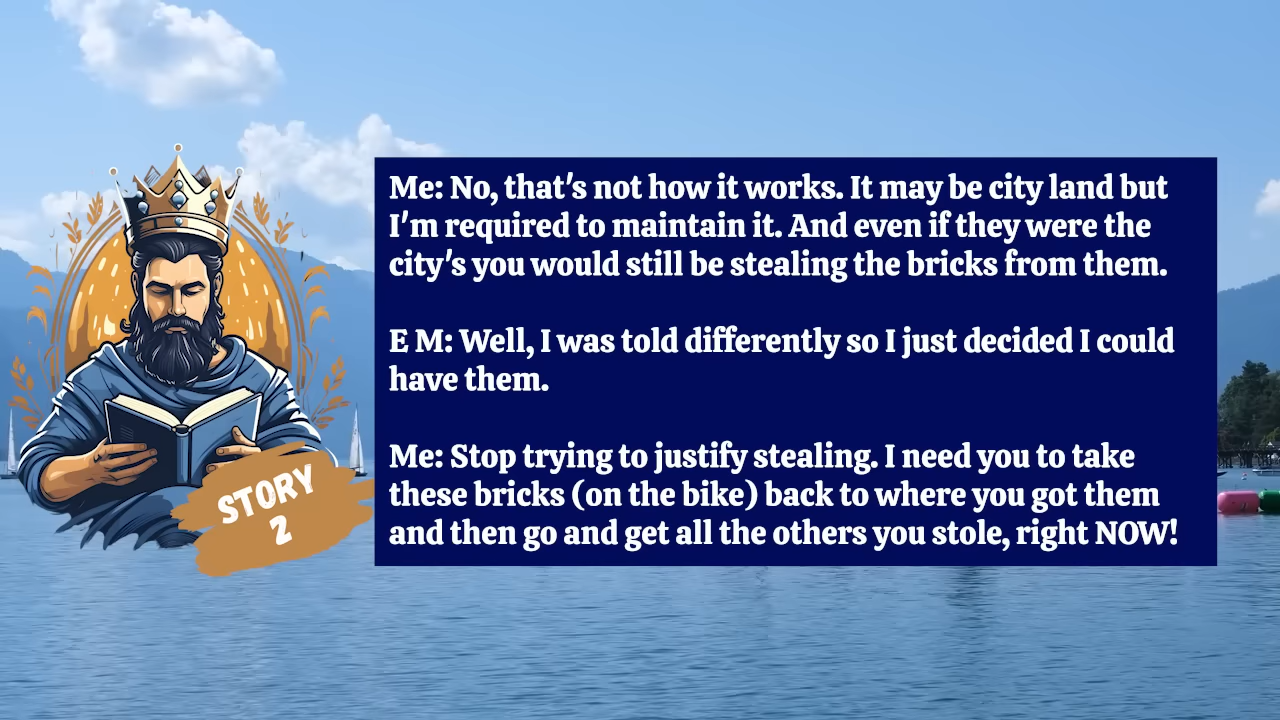 Me: No, that's not how it works. It may be city land but
I'm required to maintain it. And even if they were the
city's you would still be stealing the bricks from them.
E M: Well, I was told differently so I just decided I could
have them.
Me: Stop trying to justify stealing. I need you to take
these bricks (on the bike) back to where you got them
and then go and get all the others you stole, right NOW!
STORY
2